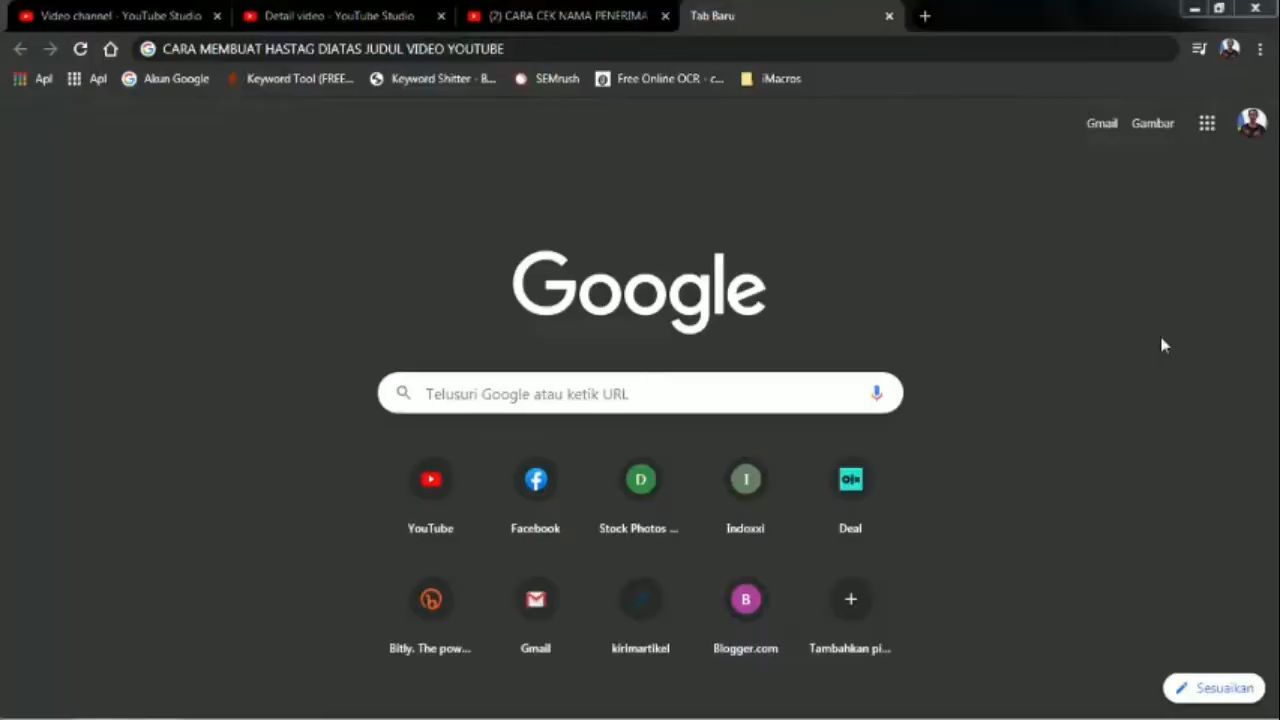 Video channel - YouTube Studio
Detail video - YouTube Studio
(2) CARA CEK NAMA PENERIMA
Tab Baru
CARA MEMBUAT HASTAG DIATAS JUDUL VIDEO YOUTUBE
Apl
Apl
Akun Google
Keyword Tool (FREE...
Keyword Shitter - B...
SEMrush
Free Online OCR - c...
iMacros
Gmail
Gambar
Google
Telusuri Google atau ketik URL
D
I
olx
YouTube
Facebook
Stock Photos ...
Indoxxi
Deal
B
Bitly. The pow...
Gmail
kirimartikel
Blogger.com
Tambahkan pi...
Sesuaikan